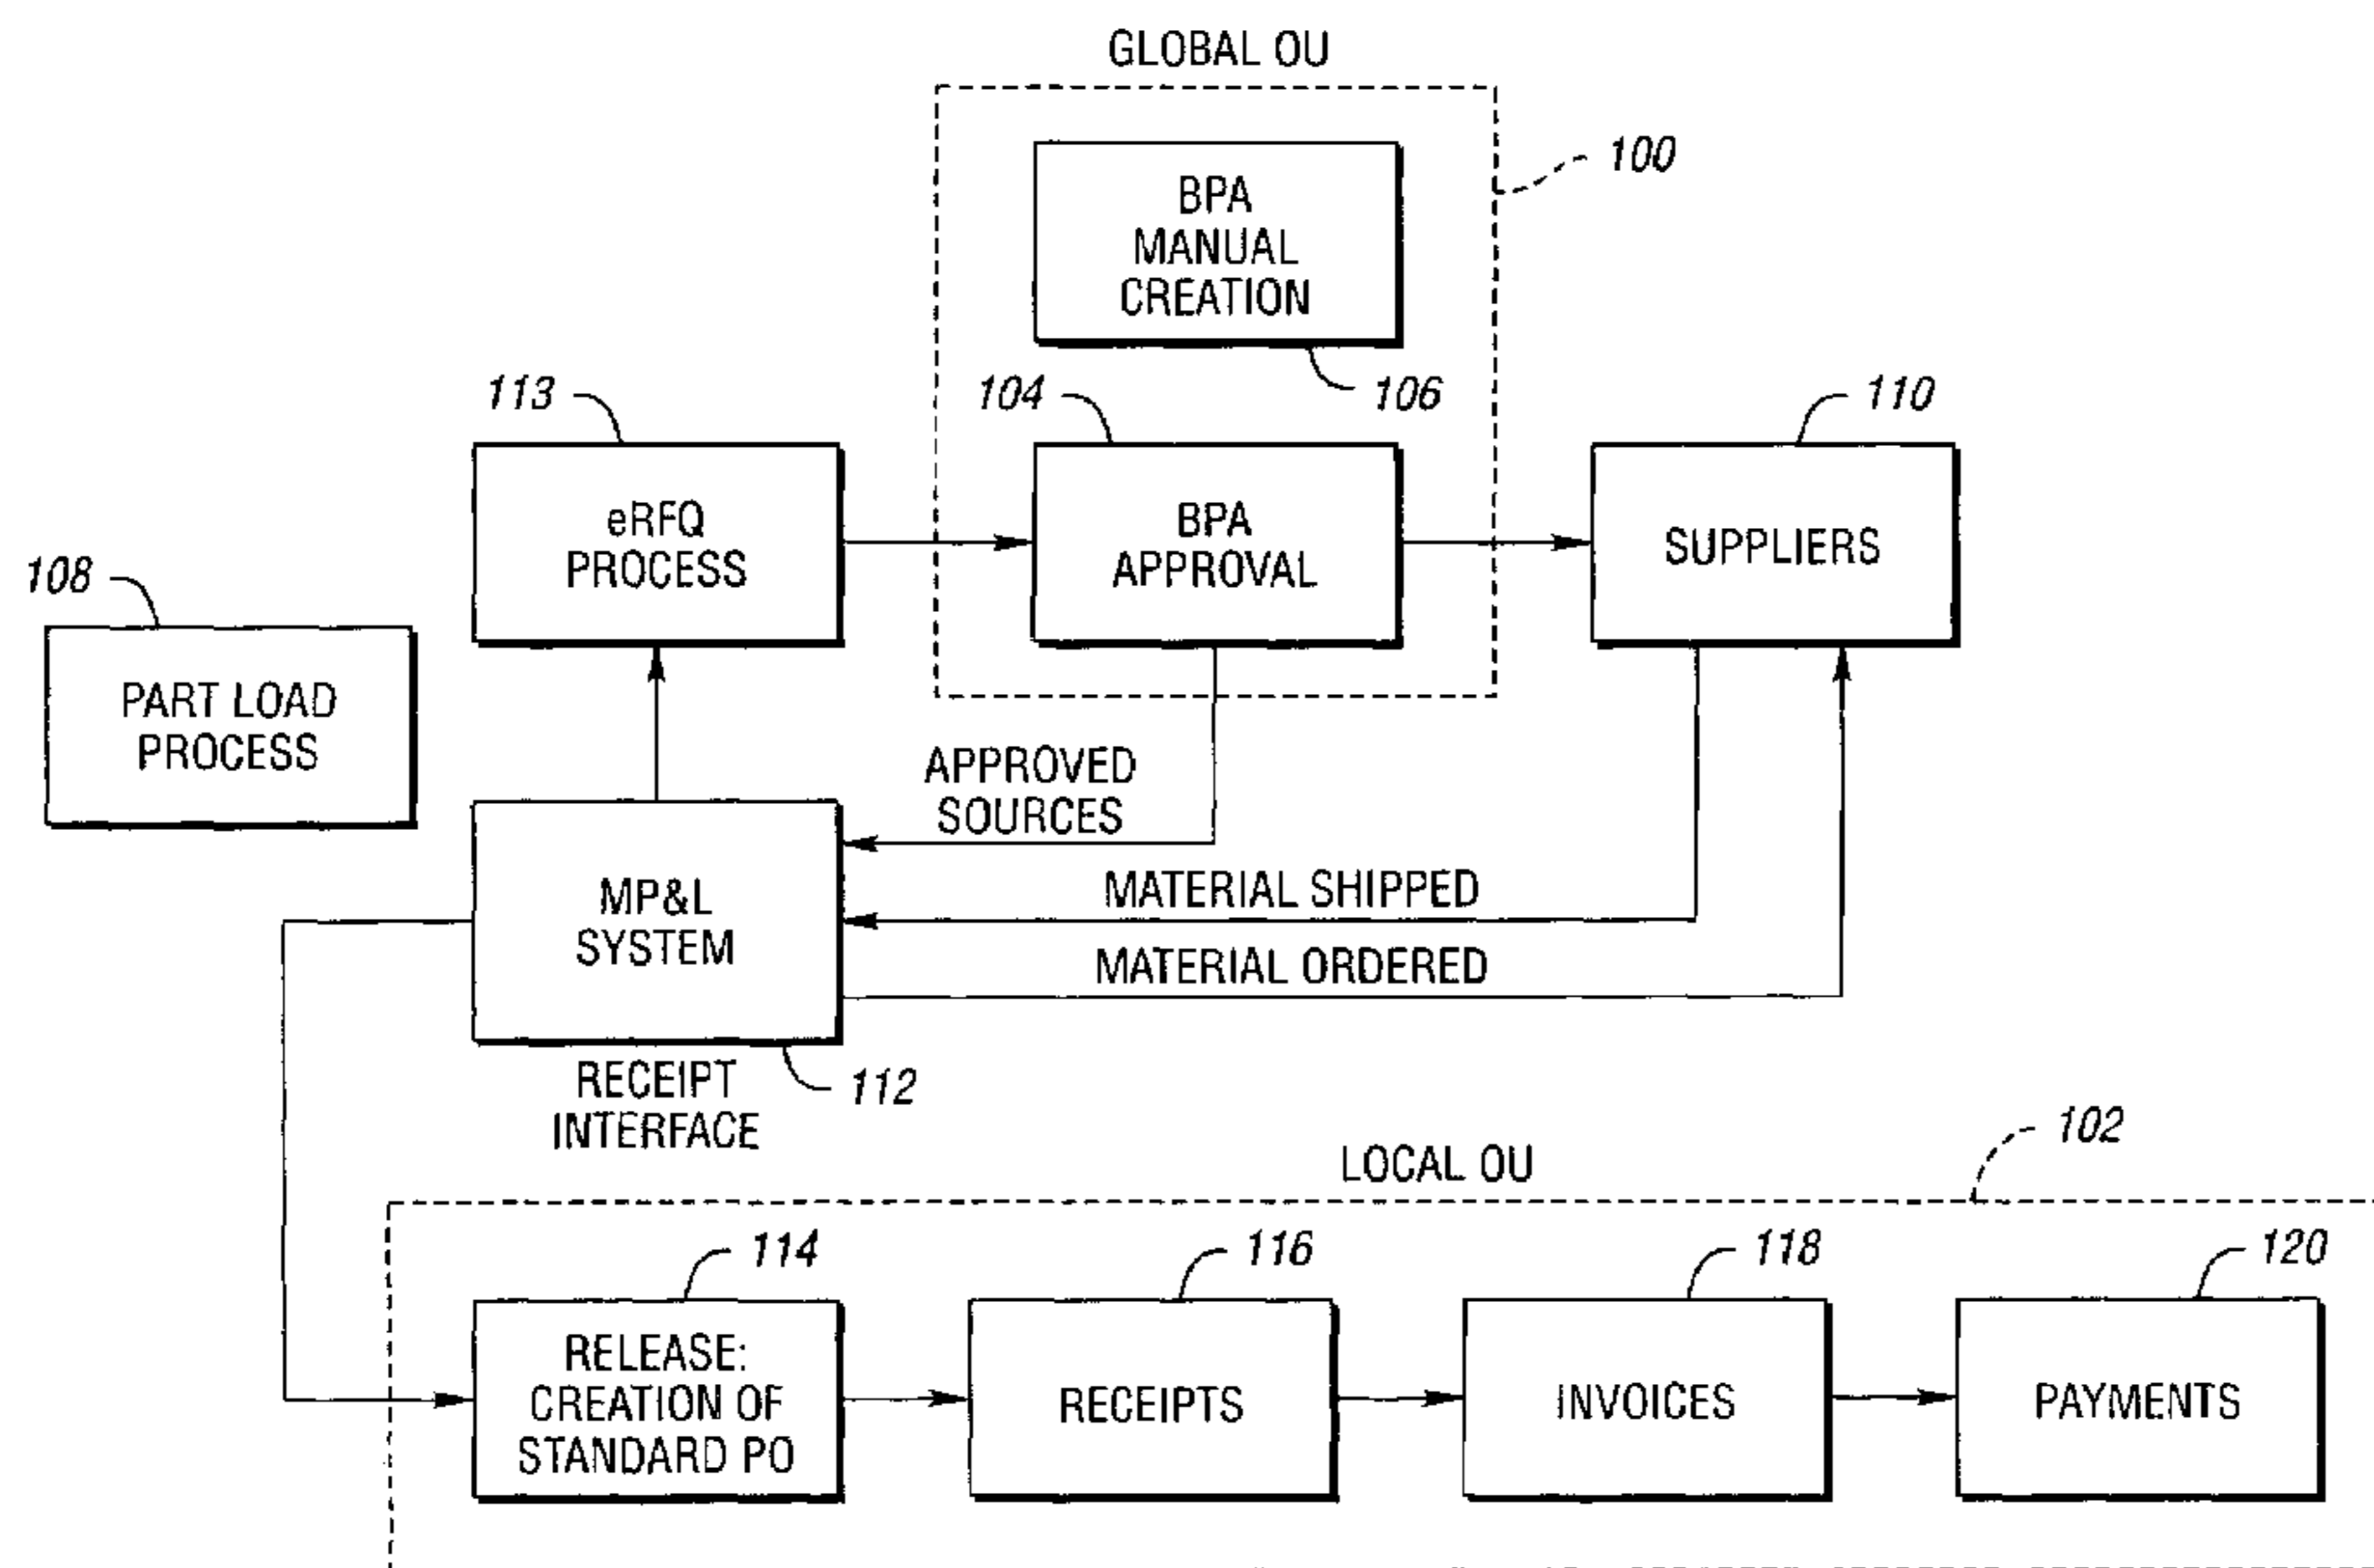 GLOBAL OU
BPA
MANUAL
CREATION
100
106
113
104
110
eRFQ
PROCESS
BPA
APPROVAL
SUPPLIERS
108
PART LOAD
PROCESS
APPROVED
SOURCES
MP&L
SYSTEM
MATERIAL SHIPPED
MATERIAL ORDERED
RECEIPT
INTERFACE
112
LOCAL OU
102
114
116
118
120
RELEASE:
CREATION OF
STANDARD PO
RECEIPTS
INVOICES
PAYMENTS